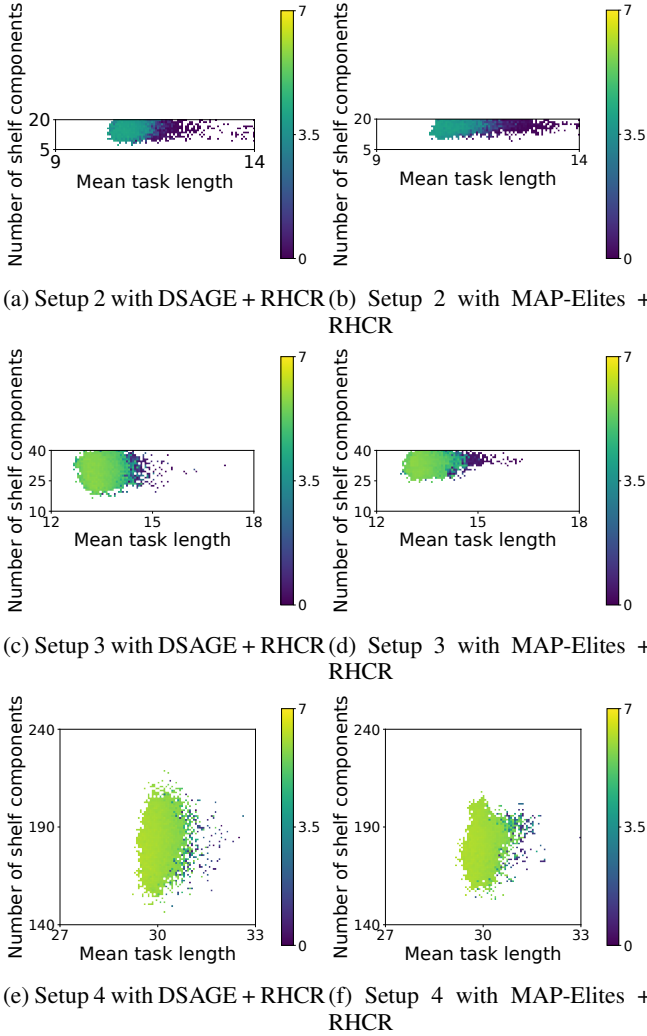 Number of shelf components
20
5
9
14
Mean task length
7
3.5
0
Number of shelf components
20
5
9
14
Mean task length
7
3.5
0
(a) Setup 2 with DSAGE + RHCR
(b) Setup 2 with MAP-Elites +
RHCR
Number of shelf components
40
25
10
12
15
18
Mean task length
7
3.5
0
Number of shelf components
40
25
10
12
15
18
Mean task length
7
3.5
0
(c) Setup 3 with DSAGE + RHCR
(d) Setup 3 with MAP-Elites +
RHCR
Number of shelf components
240
190
140
27
30
33
Mean task length
7
3.5
0
Number of shelf components
240
190
140
27
30
33
Mean task length
7
3.5
0
(e) Setup 4 with DSAGE + RHCR
(f) Setup 4 with MAP-Elites +
RHCR